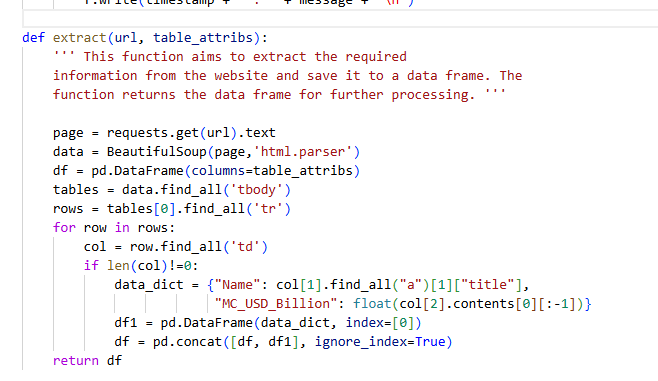 f.write(timestamp + ' : ' + message + '\n')
def extract(url, table_attribs):
    ''' This function aims to extract the required
    information from the website and save it to a data frame. The
    function returns the data frame for further processing. '''
    page = requests.get(url).text
    data = BeautifulSoup(page,'html.parser')
    df = pd.DataFrame(columns=table_attribs)
    tables = data.find_all('tbody')
    rows = tables[0].find_all('tr')
    for row in rows:
        col = row.find_all('td')
        if len(col)!=0:
            data_dict = {"Name": col[1].find_all("a")[1]["title"],
                         "MC_USD_Billion": float(col[2].contents[0][:-1])}
            df1 = pd.DataFrame(data_dict, index=[0])
            df = pd.concat([df, df1], ignore_index=True)
    return df